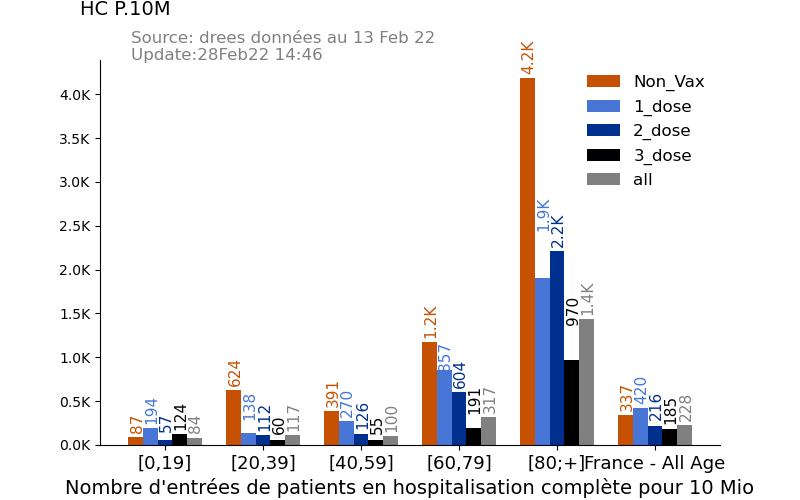 HC P.10M
Source: drees données au 13 Feb 22
Update:28Feb22 14:46
Non_Vax
1_dose
2_dose
3_dose
all
4.0K
3.5K
3.0K
2.5K
2.0K
1.5K
1.0K
0.5K
0.0K
87 194 57 124 84
624 138 112 60 117
391 270 126 55 100
1.2K 857 604 191 317
4.2K 1.9K 2.2K 970 1.4K
337 420 216 185 228
[0,19] [20,39] [40,59] [60,79] [80;+] France - All Age
Nombre d'entrées de patients en hospitalisation complète pour 10 Mio